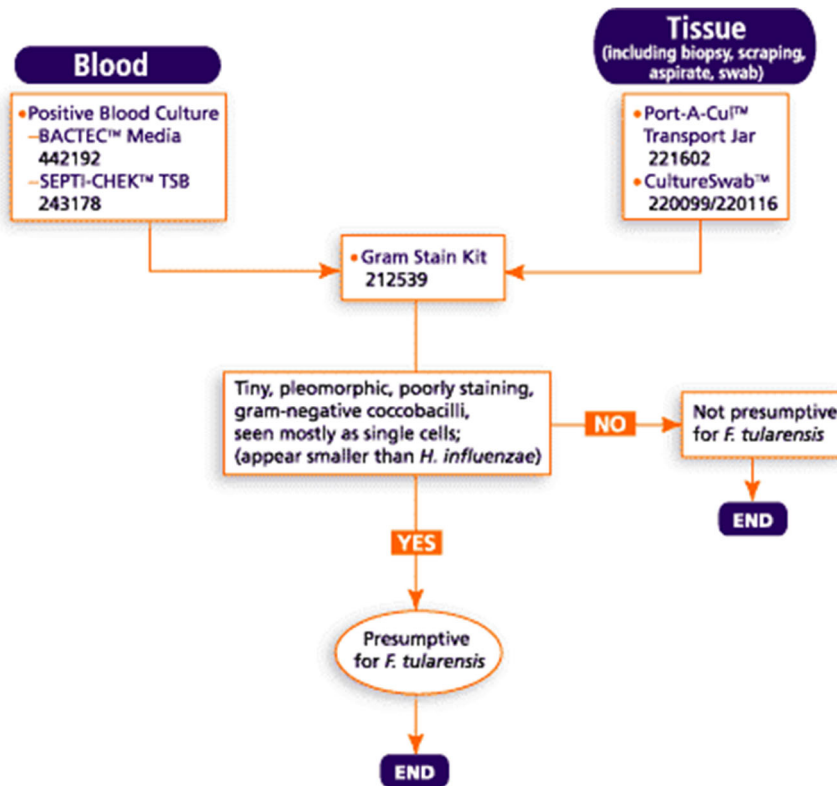 Blood
• Positive Blood Culture
–BACTEC™ Media
442192
–SEPTI-CHEK™ TSB
243178
Tissue
(including biopsy, scraping,
aspirate, swab)
• Port-A-Cul™
Transport Jar
221602
• CultureSwab™
220099/220116
• Gram Stain Kit
212539
Tiny, pleomorphic, poorly staining,
gram-negative coccobacilli,
seen mostly as single cells;
(appear smaller than H. influenzae)
NO
Not presumptive
for F. tularensis
END
YES
Presumptive
for F. tularensis
END